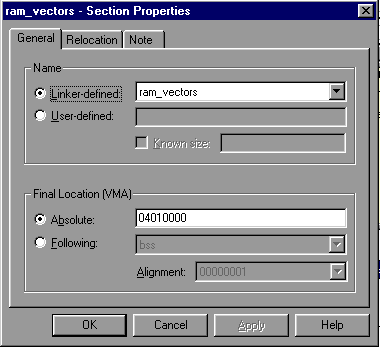 ram_vectors - Section Properties
General Relocation Note
Name
Linker-defined: ram_vectors
User-defined:
Known size:
Final Location (VMA)
Absolute: 04010000
Following: bss
Alignment: 00000001
OK Cancel Apply Help